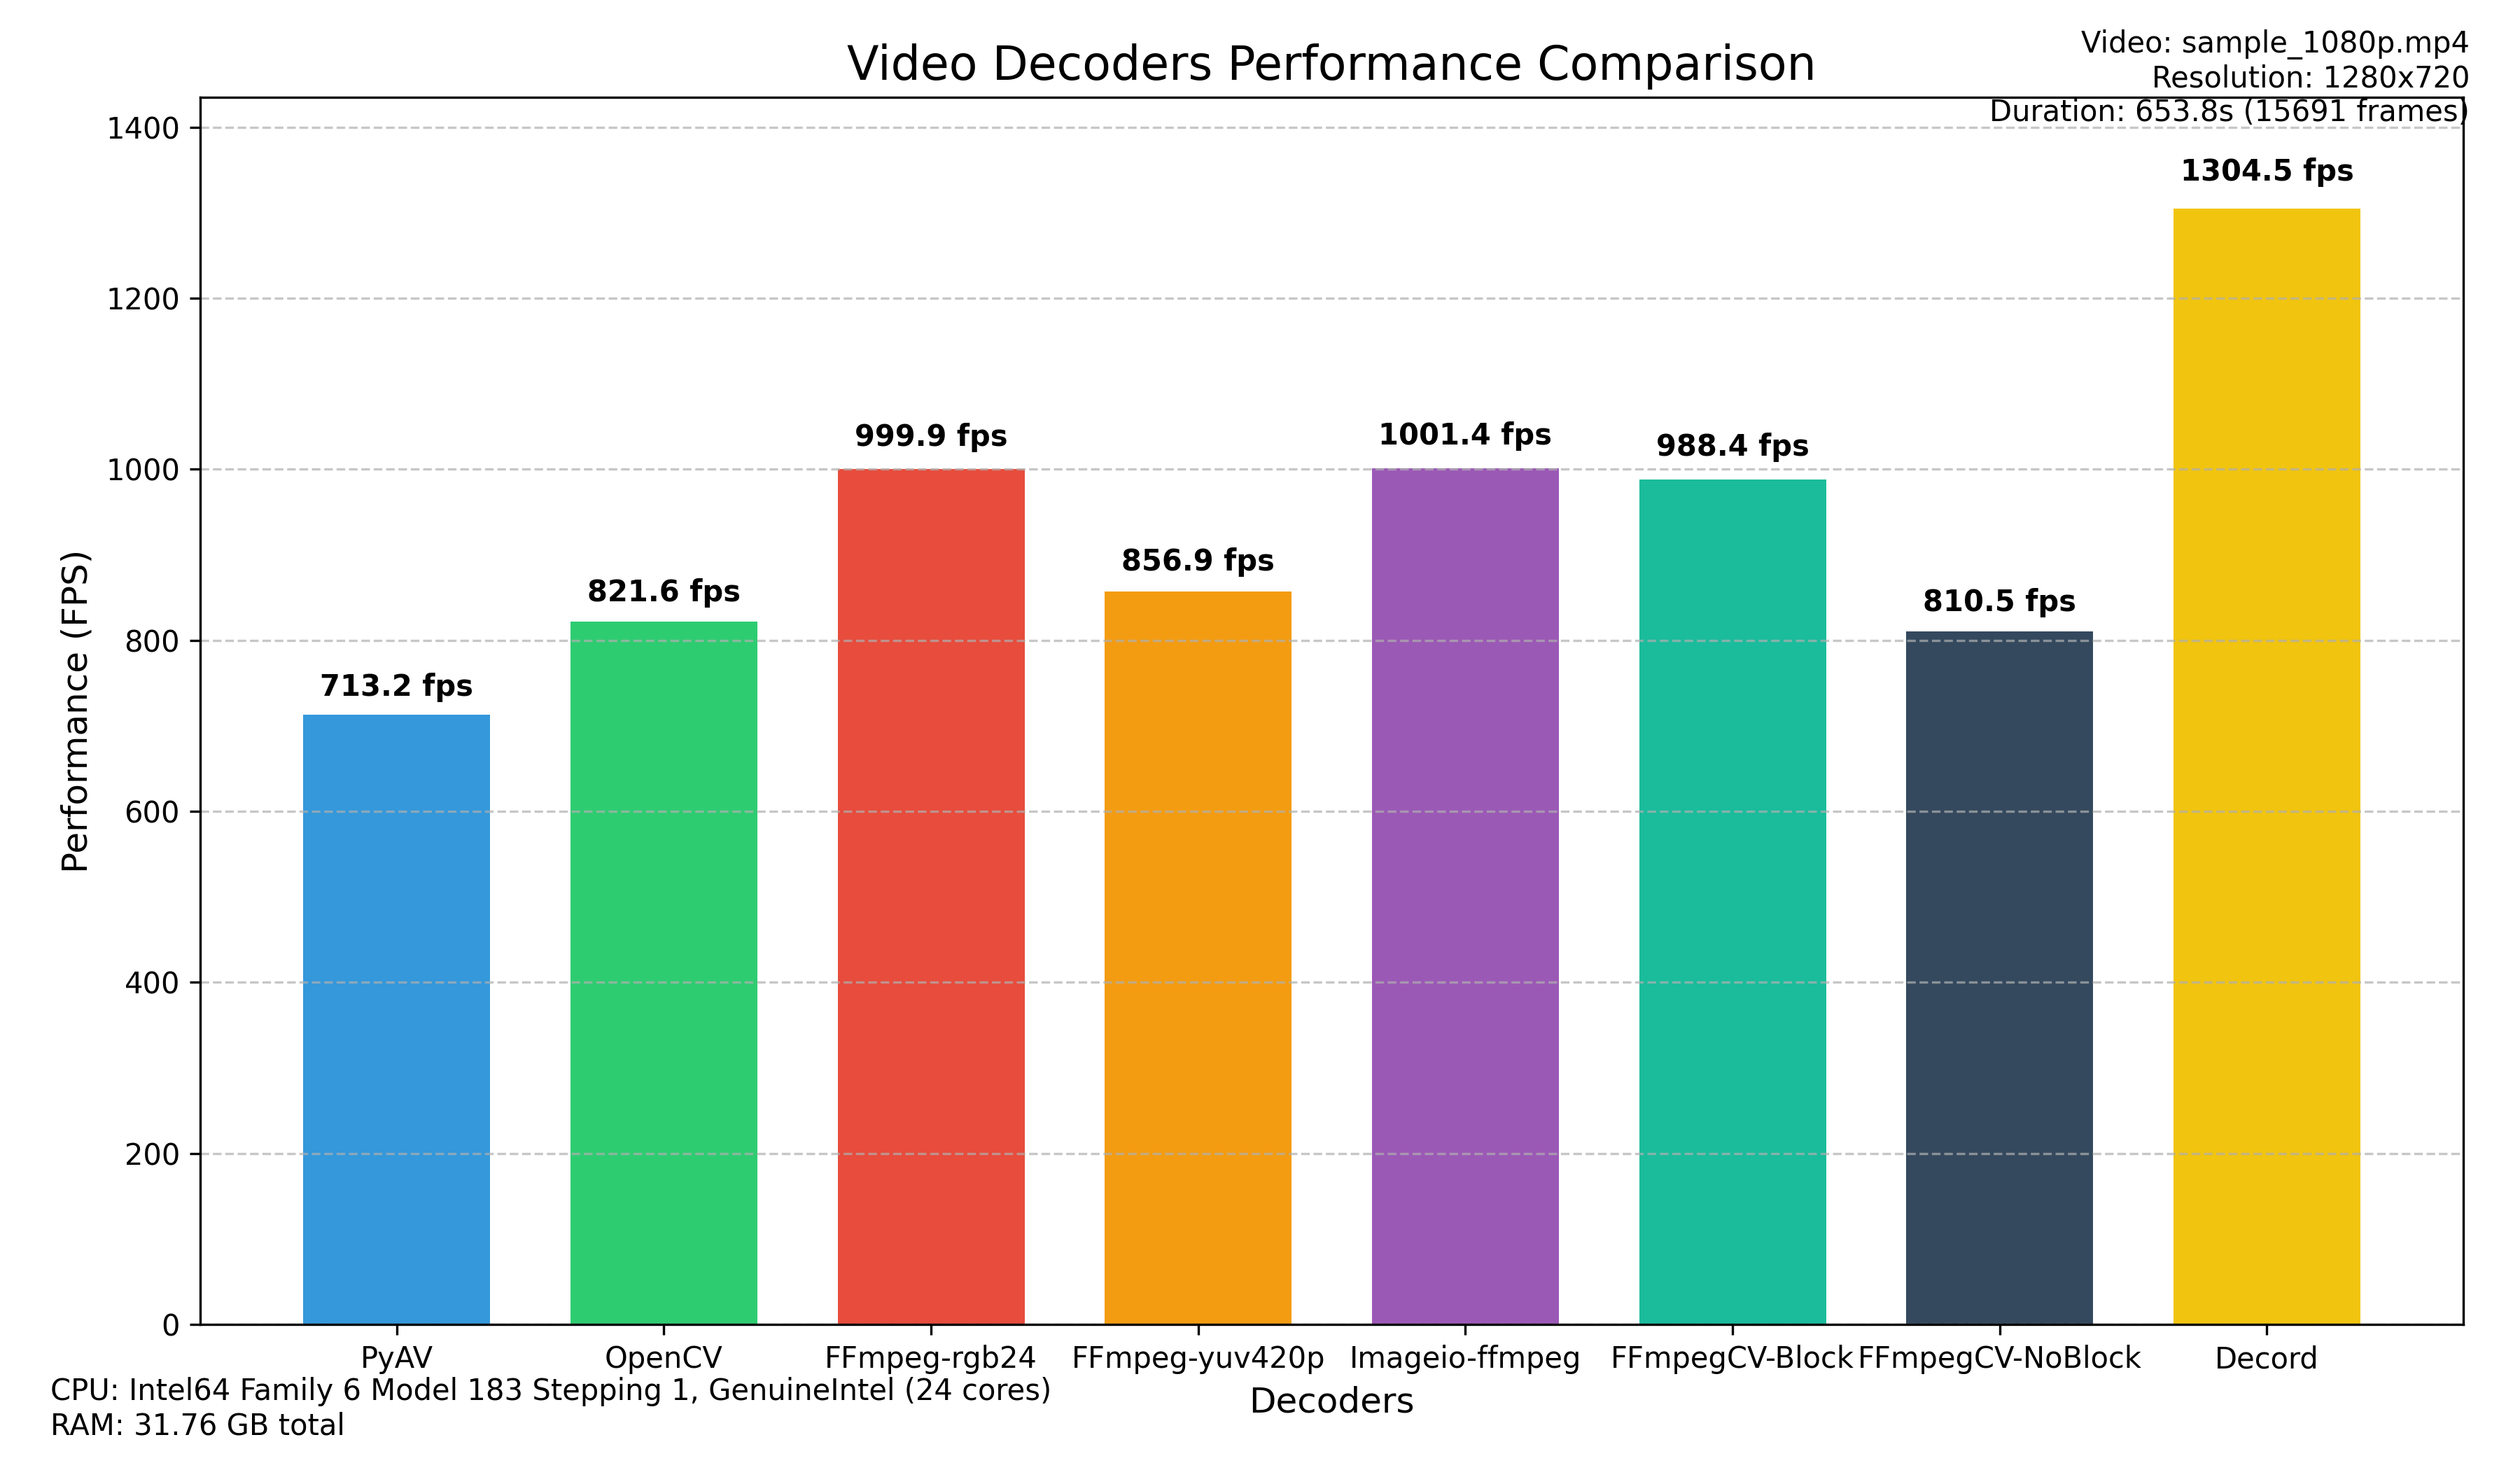 Video Decoders Performance Comparison
Video: sample_1080p.mp4
Resolution: 1280x720
Duration: 653.8s (15691 frames)
Performance (FPS)
1400
1200
1000
800
600
400
200
0
713.2 fps
821.6 fps
999.9 fps
856.9 fps
1001.4 fps
988.4 fps
810.5 fps
1304.5 fps
PyAV
OpenCV
FFmpeg-rgb24
FFmpeg-yuv420p
Imageio-ffmpeg
FFmpegCV-Block
FFmpegCV-NoBlock
Decord
Decoders
CPU: Intel64 Family 6 Model 183 Stepping 1, GenuineIntel (24 cores)
RAM: 31.76 GB total